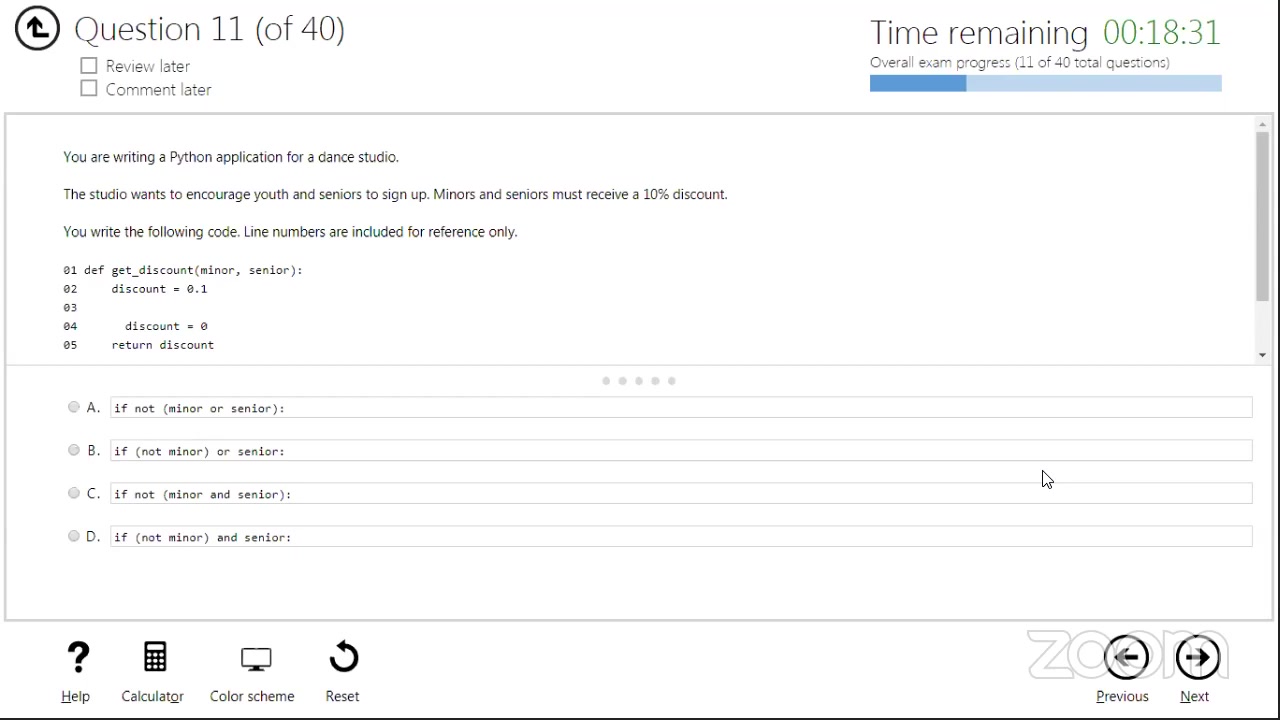 Question 11 (of 40)
Time remaining 00:18:31
Review later
Overall exam progress (11 of 40 total questions)
Comment later
You are writing a Python application for a dance studio.
The studio wants to encourage youth and seniors to sign up. Minors and seniors must receive a 10% discount.
You write the following code. Line numbers are included for reference only.
01 def get_discount(minor, senior):
02     discount = 0.1
03
04       discount = 0
05     return discount
A. if not (minor or senior):
B. if (not minor) or senior:
C. if not (minor and senior):
D. if (not minor) and senior:
zoom
Help Calculator Color scheme Reset Previous Next